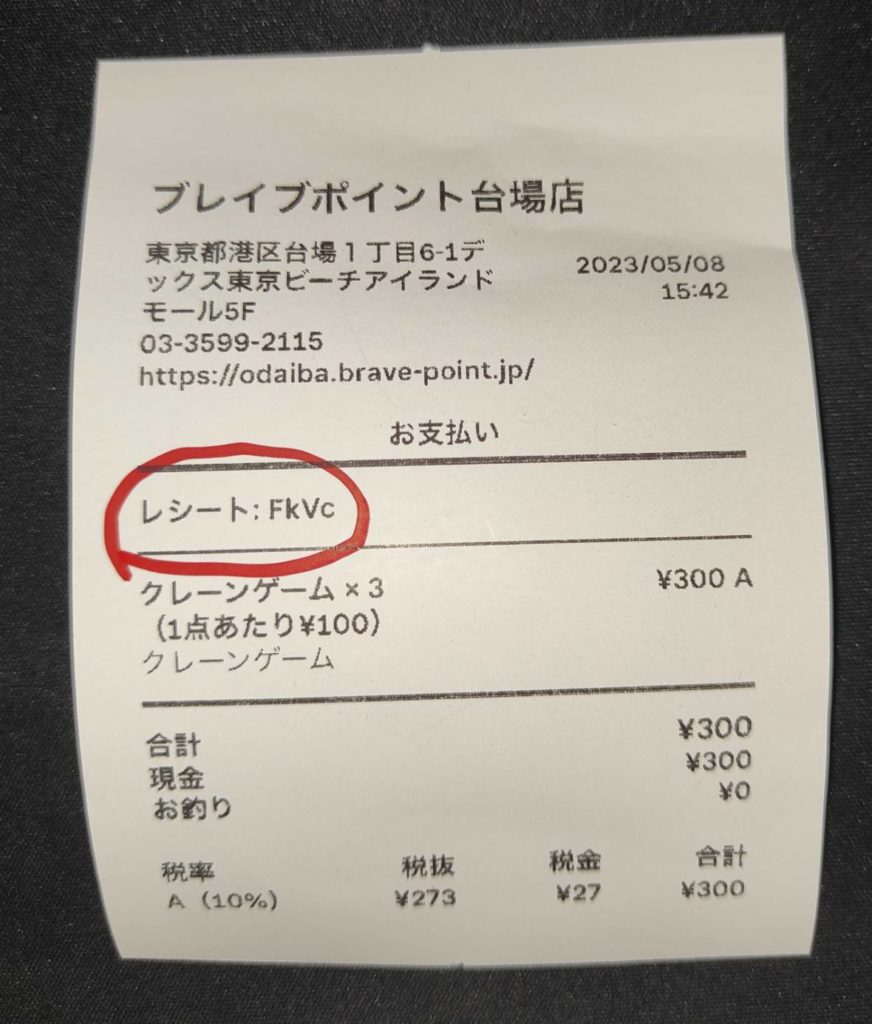 ブレイブポイント台場店
東京都港区台場1丁目6-1デ
ックス東京ビーチアイランド
モール5F
03-3599-2115
https://odaiba.brave-point.jp/
2023/05/08
15:42
お支払い
レシート: FkVc
クレーンゲーム × 3 ¥300 A
(1点あたり¥100)
クレーンゲーム
合計 ¥300
現金 ¥300
お釣り ¥0
税率 税抜 税金 合計
A (10%) ¥273 ¥27 ¥300